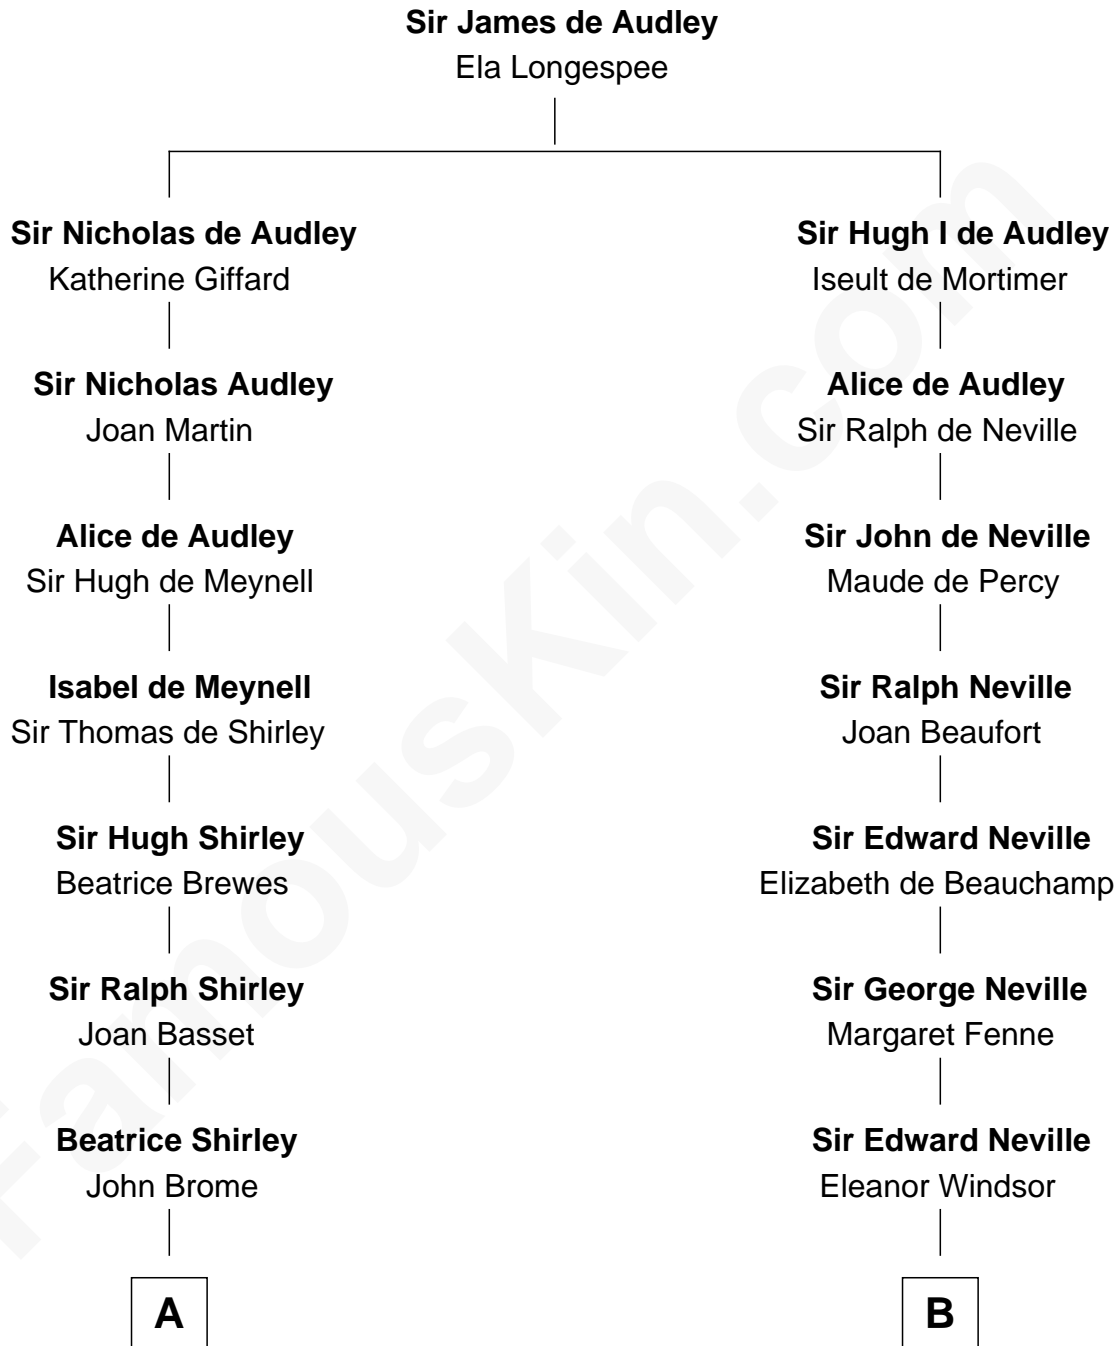 Sir James de Audley
Ela Longespee
Sir Nicholas de Audley
Katherine Giffard
Sir Hugh I de Audley
Iseult de Mortimer
Sir Nicholas Audley
Joan Martin
Alice de Audley
Sir Ralph de Neville
Alice de Audley
Sir Hugh de Meynell
Sir John de Neville
Maude de Percy
Isabel de Meynell
Sir Thomas de Shirley
Sir Ralph Neville
Joan Beaufort
Sir Hugh Shirley
Beatrice Brewes
Sir Edward Neville
Elizabeth de Beauchamp
Sir Ralph Shirley
Joan Basset
Sir George Neville
Margaret Fenne
Beatrice Shirley
John Brome
Sir Edward Neville
Eleanor Windsor
A
B
FamousKin.com